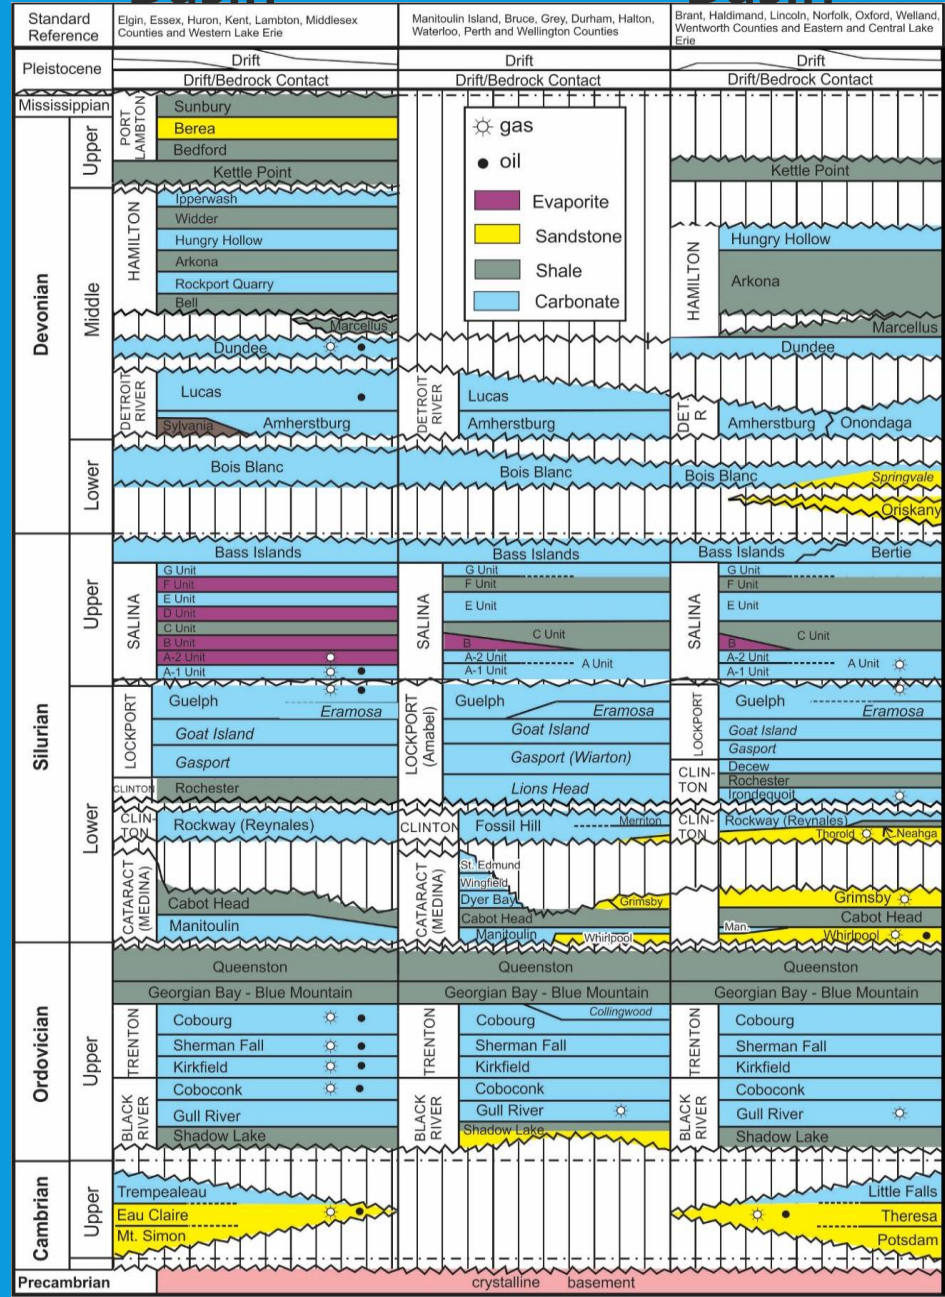 Standard
Reference
Elgin, Essex, Huron, Kent, Lambton, Middlesex
Counties and Western Lake Erie
Manitoulin Island, Bruce, Grey, Durham, Halton,
Waterloo, Perth and Wellington Counties
Brant, Haldimand, Lincoln, Norfolk, Oxford, Welland,
Wentworth Counties and Eastern and Central Lake
Erie
Pleistocene
Drift
Drift/Bedrock Contact
Drift
Drift/Bedrock Contact
Drift
Drift/Bedrock Contact
Mississippian
Devonian
Upper
Middle
Lower
Silurian
Upper
Lower
Ordovician
Upper
Cambrian
Upper
Precambrian
PORT
LAMBTON
Sunbury
Berea
Bedford
Kettle Point
HAMILTON
Ipperwash
Widder
Hungry Hollow
Arkona
Rockport Quarry
Bell
Marcellus
Dundee
DETROIT
RIVER
Lucas
Sylvania
Amherstburg
Bois Blanc
Bass Islands
SALINA
G Unit
F Unit
E Unit
D Unit
C Unit
B Unit
A-2 Unit
A-1 Unit
LOCKPORT
Guelph
Eramosa
Goat Island
Gasport
CLINTON
Rochester
CLIN-
TON
Rockway (Reynales)
CATARACT
(MEDINA)
Cabot Head
Manitoulin
Queenston
Georgian Bay - Blue Mountain
TRENTON
Cobourg
Sherman Fall
Kirkfield
BLACK
RIVER
Coboconk
Gull River
Shadow Lake
Trempealeau
Eau Claire
Mt. Simon
gas
oil
Evaporite
Sandstone
Shale
Carbonate
DETROIT
RIVER
Lucas
Amherstburg
Bois Blanc
Bass Islands
SALINA
G Unit
F Unit
E Unit
C Unit
B
A-2 Unit
A-1 Unit
A Unit
LOCKPORT
(Amabel)
Guelph
Eramosa
Goat Island
Gasport (Wiarton)
Lions Head
CLINTON
Fossil Hill
Merriton
CATARACT
(MEDINA)
St. Edmund
Wingfield
Dyer Bay
Grimsby
Cabot Head
Manitoulin
Whirlpool
Queenston
Georgian Bay - Blue Mountain
TRENTON
Collingwood
Cobourg
Sherman Fall
Kirkfield
BLACK
RIVER
Coboconk
Gull River
Shadow Lake
Kettle Point
HAMILTON
Hungry Hollow
Arkona
Marcellus
Dundee
DET
R
Amherstburg
Onondaga
Bois Blanc
Springvale
Oriskany
Bass Islands
Bertie
SALINA
G Unit
F Unit
E Unit
C Unit
B
A-2 Unit
A-1 Unit
A Unit
LOCKPORT
Guelph
Eramosa
Goat Island
Gasport
CLIN-
TON
Decew
Rochester
Irondequoit
CLIN-
TON
Rockway (Reynales)
Thorold
Neahga
CATARACT
(MEDINA)
Grimsby
Cabot Head
Man.
Whirlpool
Queenston
Georgian Bay - Blue Mountain
TRENTON
Cobourg
Sherman Fall
Kirkfield
BLACK
RIVER
Coboconk
Gull River
Shadow Lake
Little Falls
Theresa
Potsdam
crystalline basement